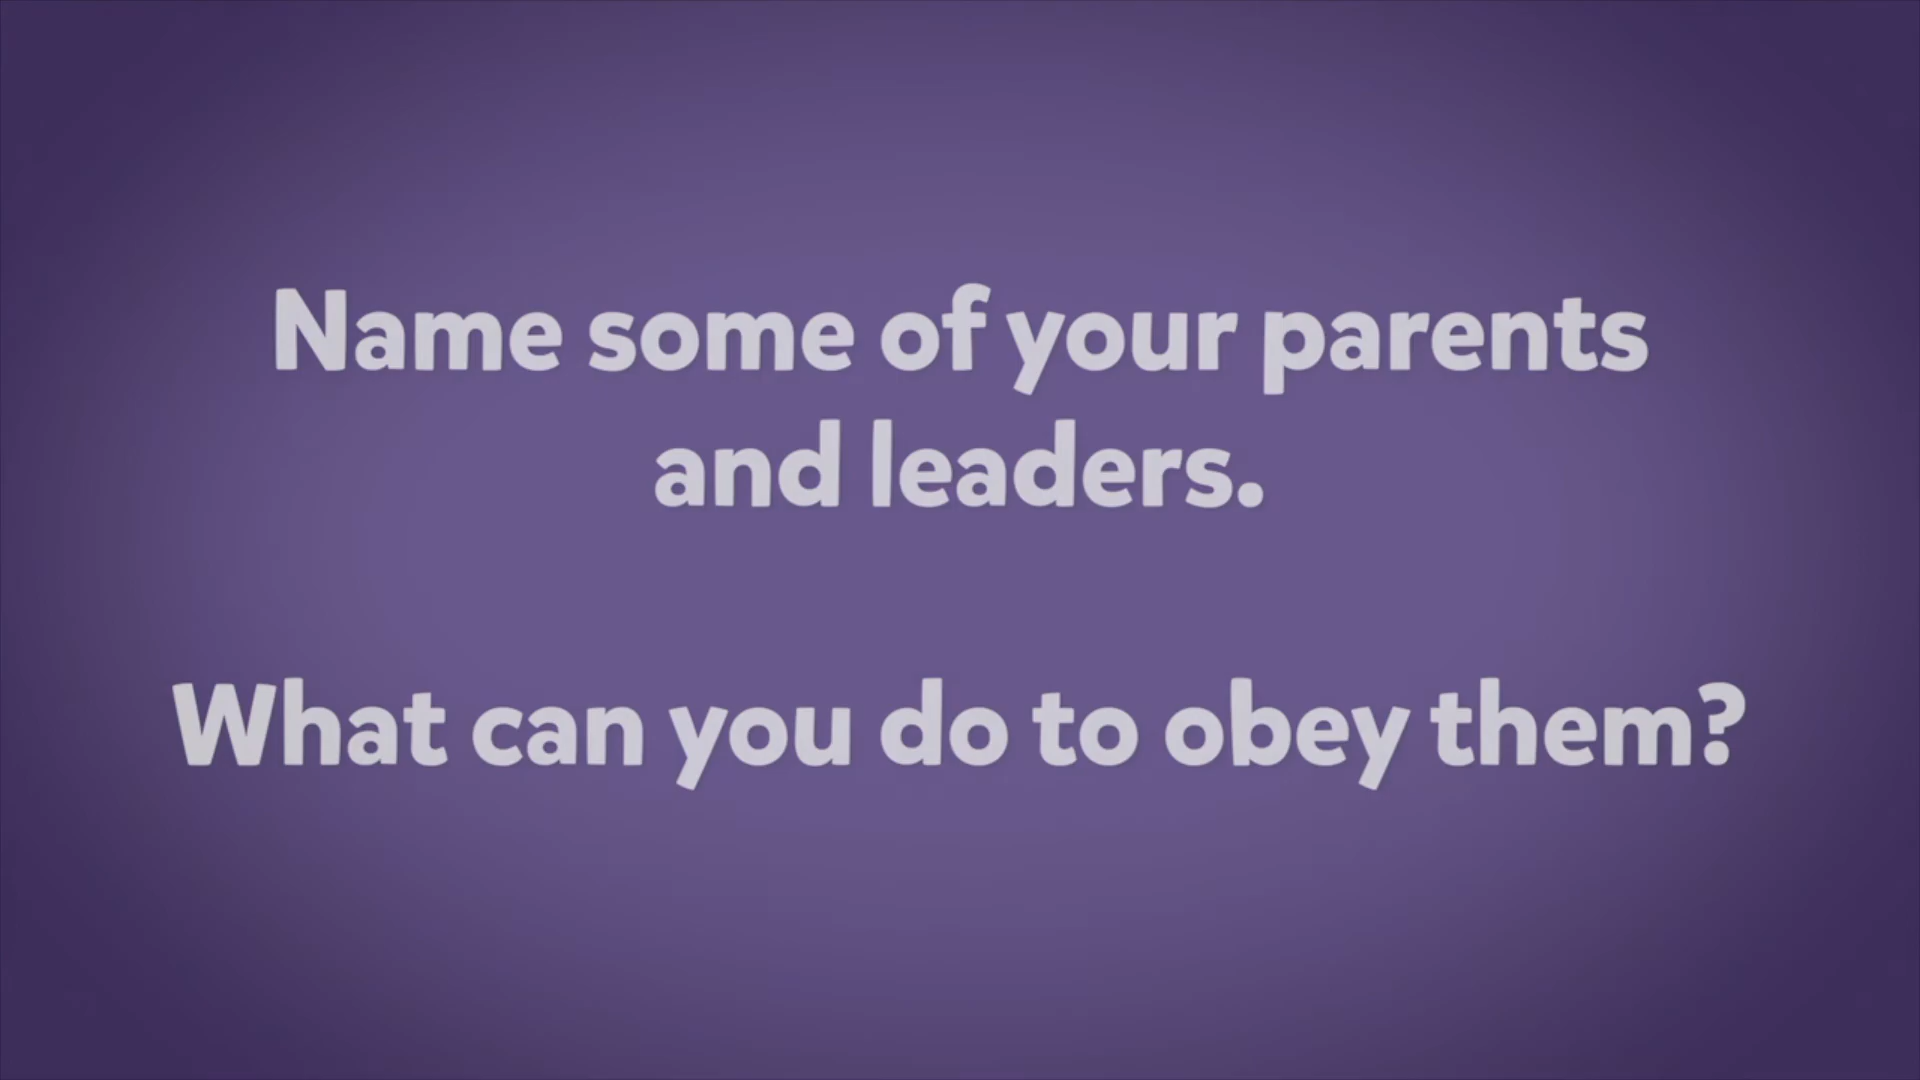 Name some of your parents
and leaders.
What can you do to obey them?